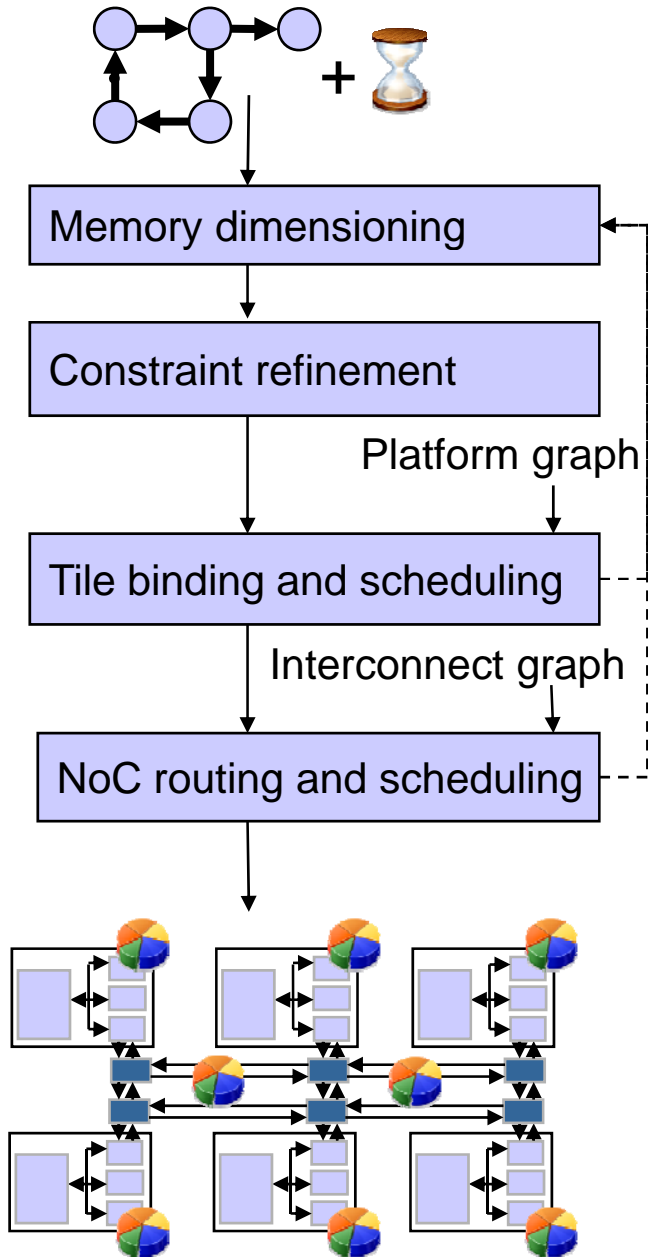 +
Memory dimensioning
Constraint refinement
Platform graph
Tile binding and scheduling
Interconnect graph
NoC routing and scheduling